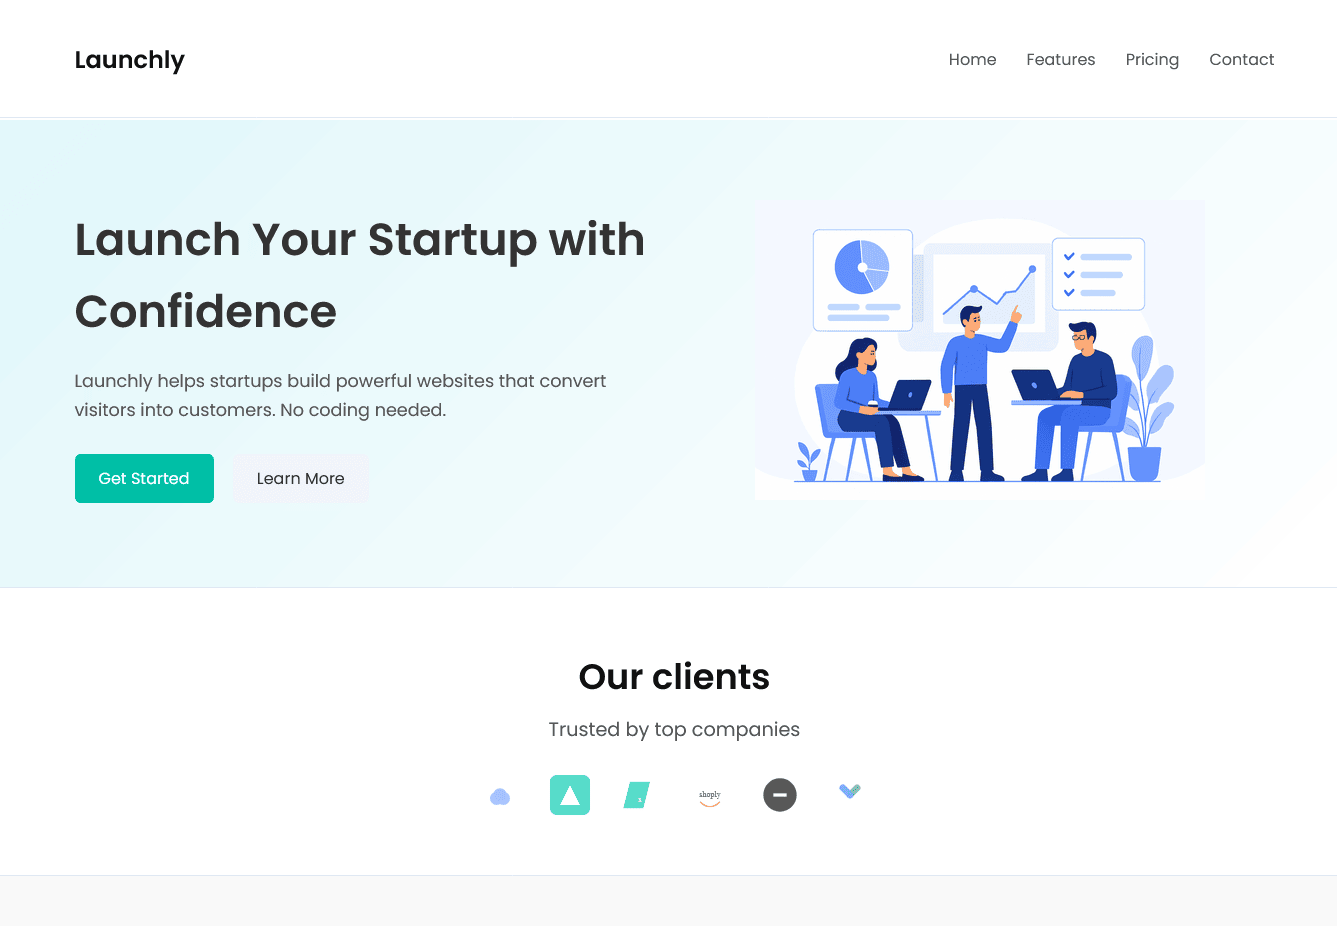 Launchly
Home Features Pricing Contact
Launch Your Startup with
Confidence
Launchly helps startups build powerful websites that convert
visitors into customers. No coding needed.
Get Started Learn More
Our clients
Trusted by top companies
s
shoply